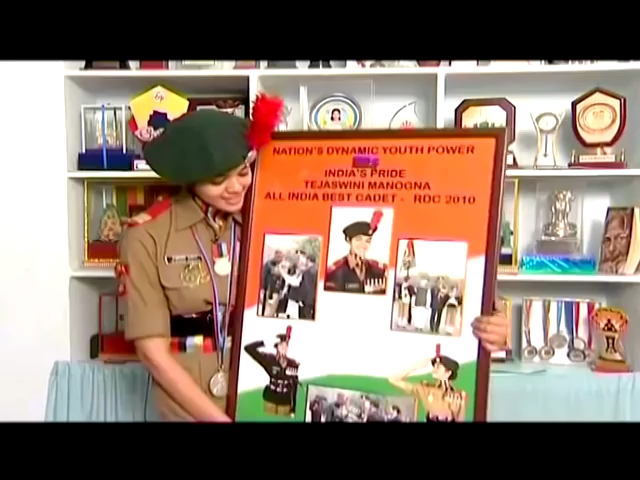 NATION'S DYNAMIC YOUTH POWER
INDIA'S PRIDE
TEJASWINI MANOGNA
ALL INDIA BEST CADET - RDC 2010